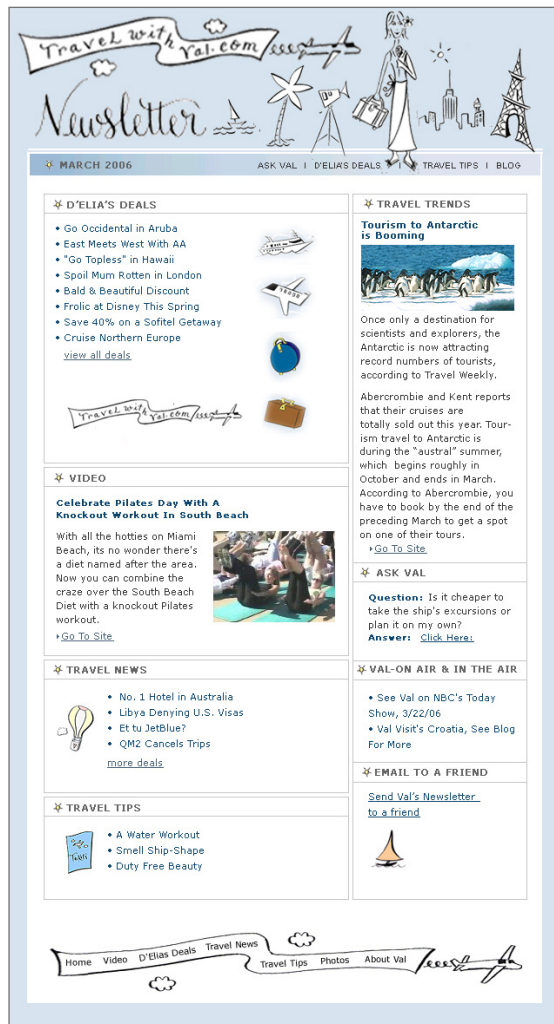 Travel with Val.com
Newsletter
MARCH 2006
ASK VAL | D'ELIA'S DEALS | TRAVEL TIPS | BLOG
D'ELIA'S DEALS
• Go Occidental in Aruba
• East Meets West With AA
• "Go Topless" in Hawaii
• Spoil Mum Rotten in London
• Bald & Beautiful Discount
• Frolic at Disney This Spring
• Save 40% on a Sofitel Getaway
• Cruise Northern Europe
view all deals
Travel with Val.com
VIDEO
Celebrate Pilates Day With A
Knockout Workout In South Beach
With all the hotties on Miami
Beach, its no wonder there's
a diet named after the area.
Now you can combine the
craze over the South Beach
Diet with a knockout Pilates
workout.
Go To Site
TRAVEL NEWS
• No. 1 Hotel in Australia
• Libya Denying U.S. Visas
• Et tu JetBlue?
• QM2 Cancels Trips
more deals
TRAVEL TIPS
• A Water Workout
• Smell Ship-Shape
• Duty Free Beauty
TRAVEL TRENDS
Tourism to Antarctic
is Booming
Once only a destination for
scientists and explorers, the
Antarctic is now attracting
record numbers of tourists,
according to Travel Weekly.
Abercrombie and Kent reports
that their cruises are
totally sold out this year. Tour-
ism travel to Antarctic is
during the "austral" summer,
which begins roughly in
October and ends in March.
According to Abercrombie, you
have to book by the end of the
preceding March to get a spot
on one of their tours.
Go To Site
ASK VAL
Question: Is it cheaper to
take the ship's excursions or
plan it on my own?
Answer: Click Here:
VAL-ON AIR & IN THE AIR
• See Val on NBC's Today
Show, 3/22/06
• Val Visit's Croatia, See Blog
For More
EMAIL TO A FRIEND
Send Val's Newsletter
to a friend
Home Video D'Elias Deals Travel News
Travel Tips Photos About Val